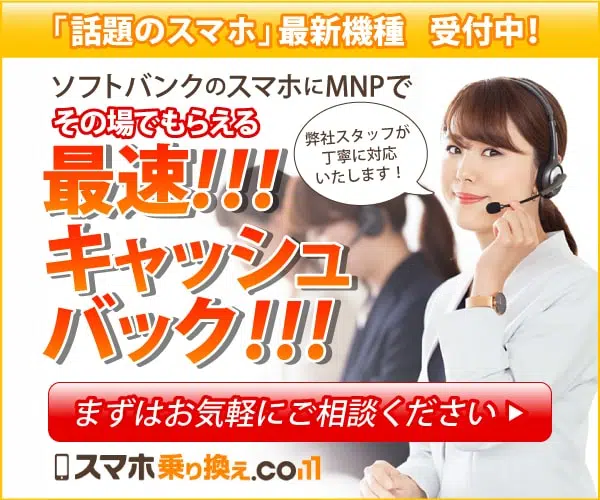 「話題のスマホ」最新機種　受付中!
ソフトバンクのスマホにMNPで
その場でもらえる
最速!!!
キャッシュ
バック!!!
弊社スタッフが
丁寧に対応
いたします！
まずはお気軽にご相談ください
スマホ乗り換え.com